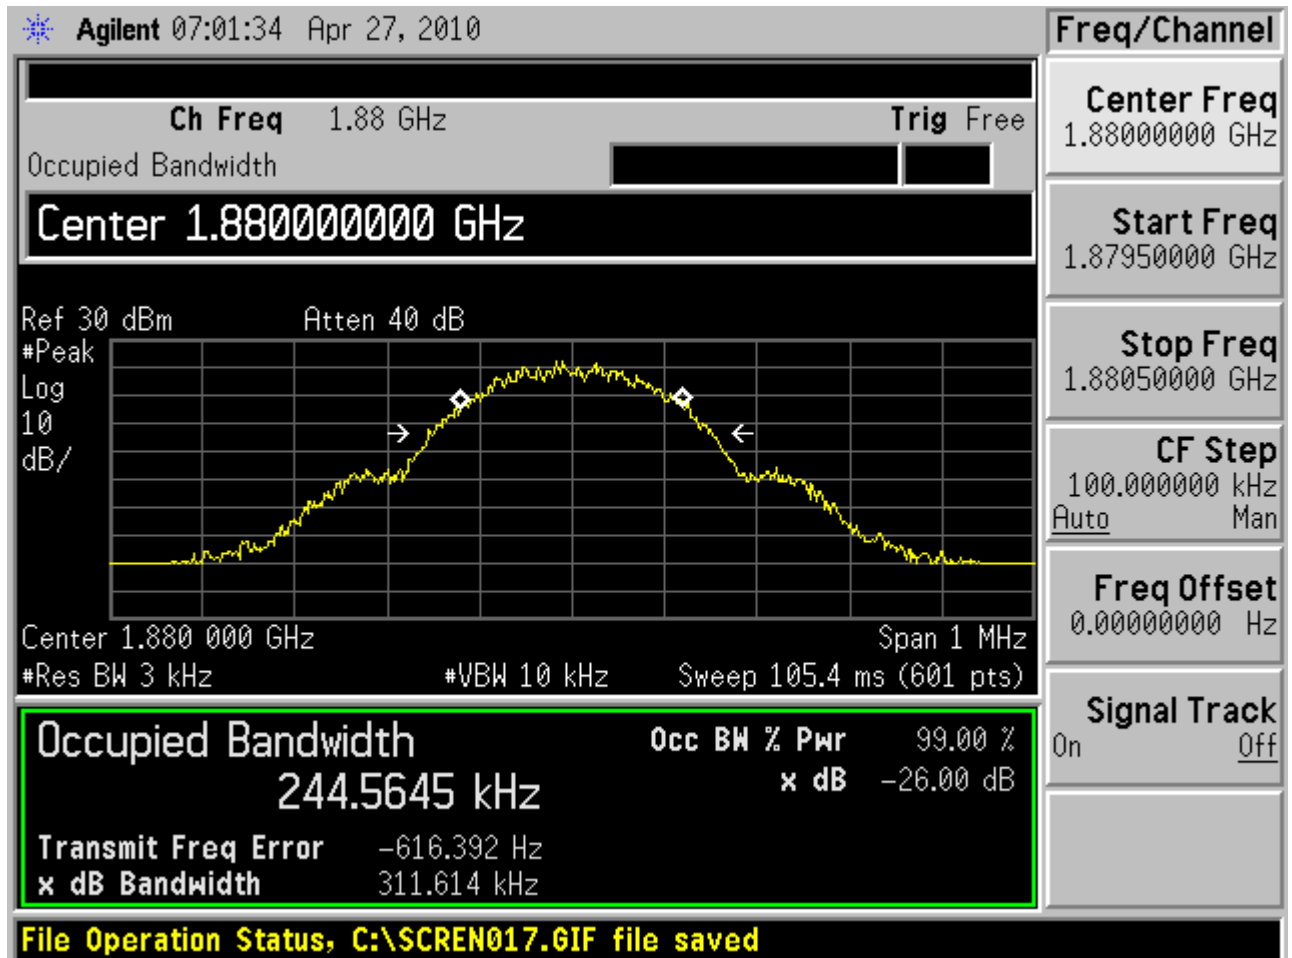 Agilent 07:01:34 Apr 27, 2010
Freq/Channel
Ch Freq 1.88 GHz Trig Free
Occupied Bandwidth
Center 1.880000000 GHz
Ref 30 dBm Atten 40 dB
#Peak
Log
10
dB/
Center 1.880 000 GHz Span 1 MHz
#Res BW 3 kHz #VBW 10 kHz Sweep 105.4 ms (601 pts)
Occupied Bandwidth
244.5645 kHz
Occ BW % Pwr 99.00 %
x dB -26.00 dB
Transmit Freq Error -616.392 Hz
x dB Bandwidth 311.614 kHz
Center Freq
1.88000000 GHz
Start Freq
1.87950000 GHz
Stop Freq
1.88050000 GHz
CF Step
100.000000 kHz
Auto Man
Freq Offset
0.00000000 Hz
Signal Track
On Off
File Operation Status, C:\SCREN017.GIF file saved